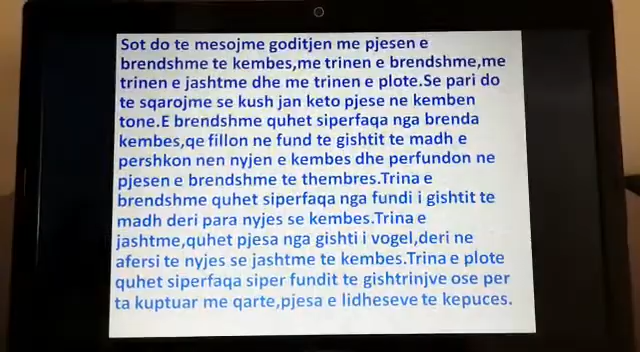 Sot do te mesojme goditjen me pjesen e
brendshme te kembes,me trinen e brendshme,me
trinen e jashtme dhe me trinen e plote.Se pari do
te sqarojme se kush jan keto pjese ne kemben
tone.E brendshme quhet siperfaqa nga brenda
kembes,qe fillon ne fund te gishtit te madh e
pershkon nen nyjen e kembes dhe perfundon ne
pjesen e brendshme te thembres.Trina e
brendshme quhet siperfaqa nga fundi i gishtit te
madh deri para nyjes se kembes.Trina e
jashtme,quhet pjesa nga gishti i vogel,deri ne
afersi te nyjes se jashtme te kembes.Trina e plote
quhet siperfaqa siper fundit te gishtrinjve ose per
ta kuptuar me qarte,pjesa e lidheseve te kepuces.